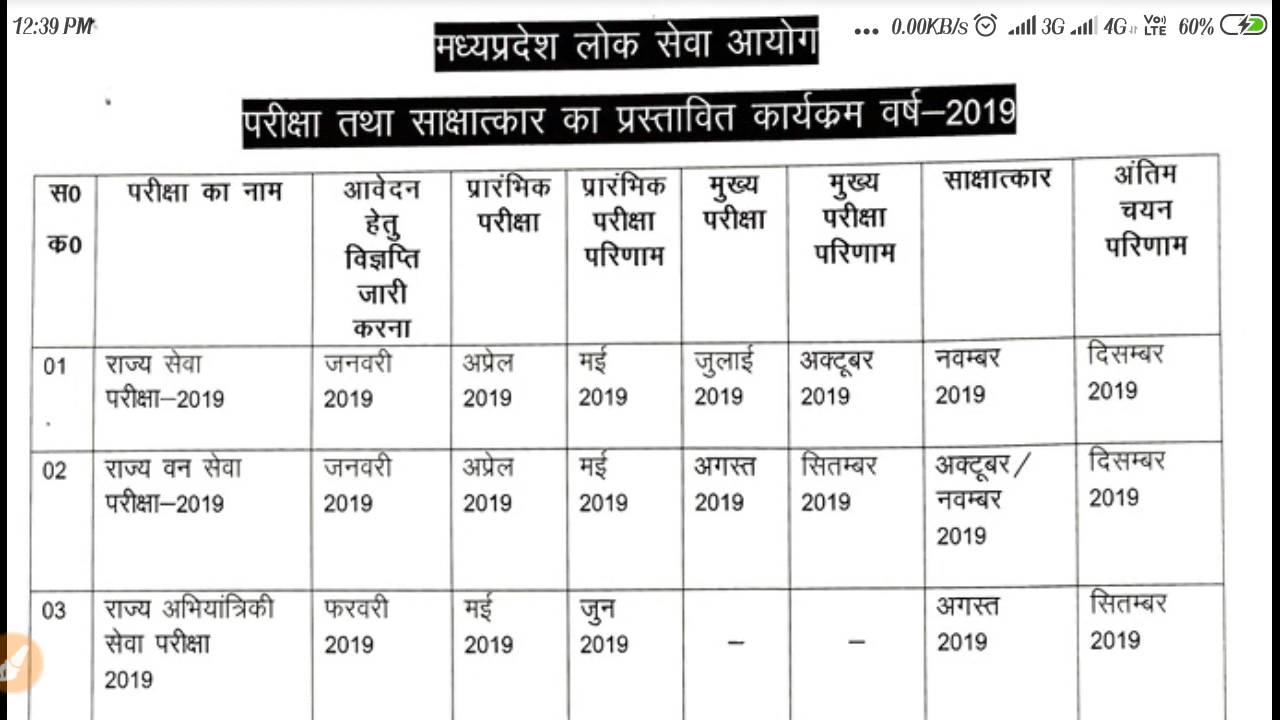 12:39 PM
... 0.00KB/s 3G 4G VoLTE 60%
मध्यप्रदेश लोक सेवा आयोग
परीक्षा तथा साक्षात्कार का प्रस्तावित कार्यकम वर्ष–2019
स0 क0 परीक्षा का नाम आवेदन हेतु विज्ञप्ति जारी करना प्रारंभिक परीक्षा प्रारंभिक परीक्षा परिणाम मुख्य परीक्षा मुख्य परीक्षा परिणाम साक्षात्कार अंतिम चयन परिणाम
01 राज्य सेवा परीक्षा–2019 जनवरी 2019 अप्रेल 2019 मई 2019 जुलाई 2019 अक्टूबर 2019 नवम्बर 2019 दिसम्बर 2019
02 राज्य वन सेवा परीक्षा–2019 जनवरी 2019 अप्रेल 2019 मई 2019 अगस्त 2019 सितम्बर 2019 अक्टूबर/ नवम्बर 2019 दिसम्बर 2019
03 राज्य अभियांत्रिकी सेवा परीक्षा 2019 फरवरी 2019 मई 2019 जुन 2019 – – अगस्त 2019 सितम्बर 2019